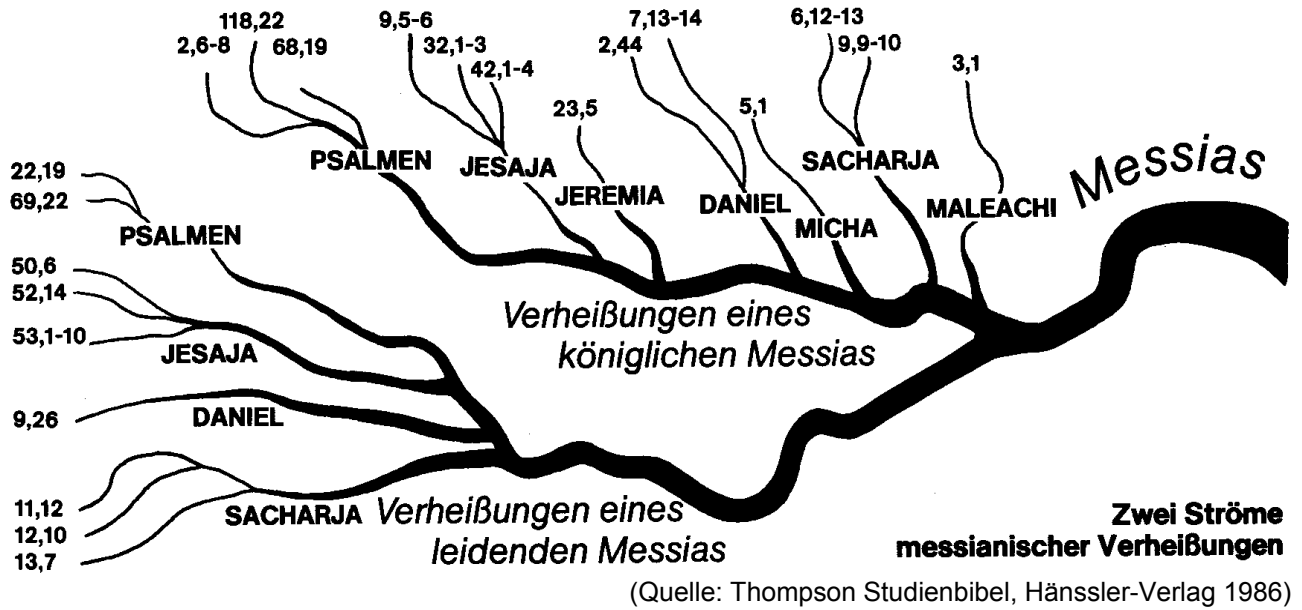 118,22
2,6-8
68,19
9,5-6
32,1-3
42,1-4
23,5
7,13-14
2,44
5,1
6,12-13
9,9-10
3,1
PSALMEN
JESAJA
JEREMIA
DANIEL
MICHA
SACHARJA
MALEACHI
Messias
Verheißungen eines
königlichen Messias
22,19
69,22
PSALMEN
50,6
52,14
53,1-10
JESAJA
9,26
DANIEL
11,12
12,10
13,7
SACHARJA
Verheißungen eines
leidenden Messias
Zwei Ströme
messianischer Verheißungen
(Quelle: Thompson Studienbibel, Hänssler-Verlag 1986)